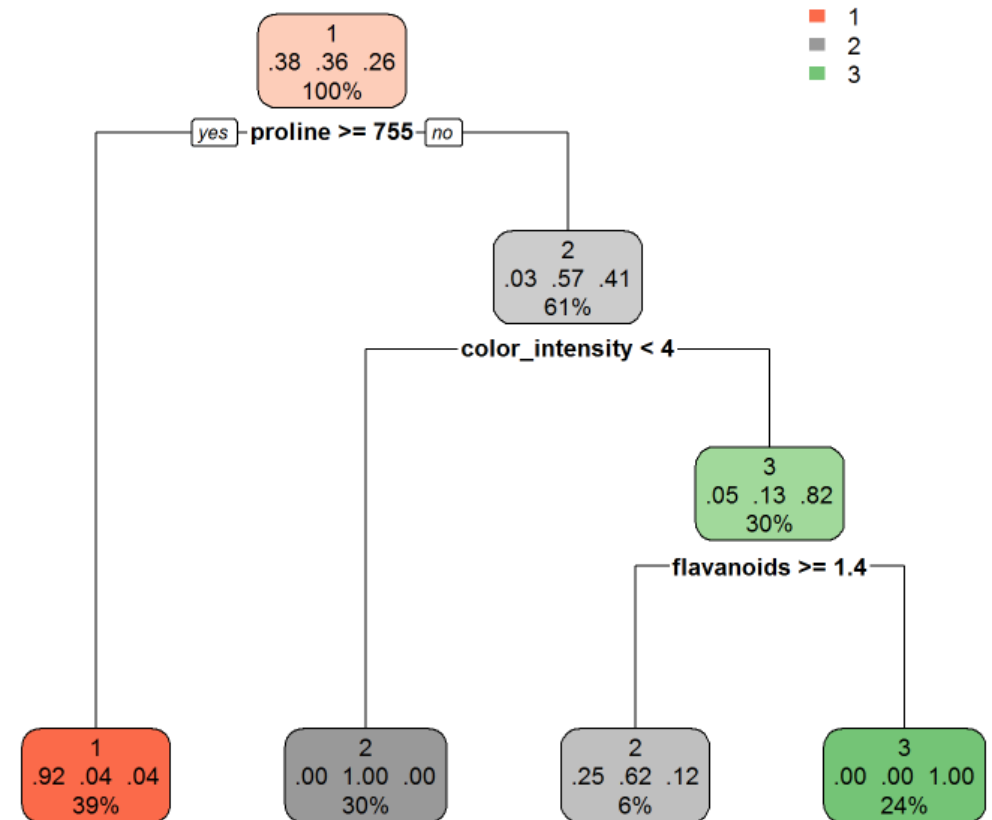 1
.38 .36 .26
100%
1
2
3
yes proline >= 755 no
2
.03 .57 .41
61%
color_intensity < 4
3
.05 .13 .82
30%
flavanoids >= 1.4
1
.92 .04 .04
39%
2
.00 1.00 .00
30%
2
.25 .62 .12
6%
3
.00 .00 1.00
24%